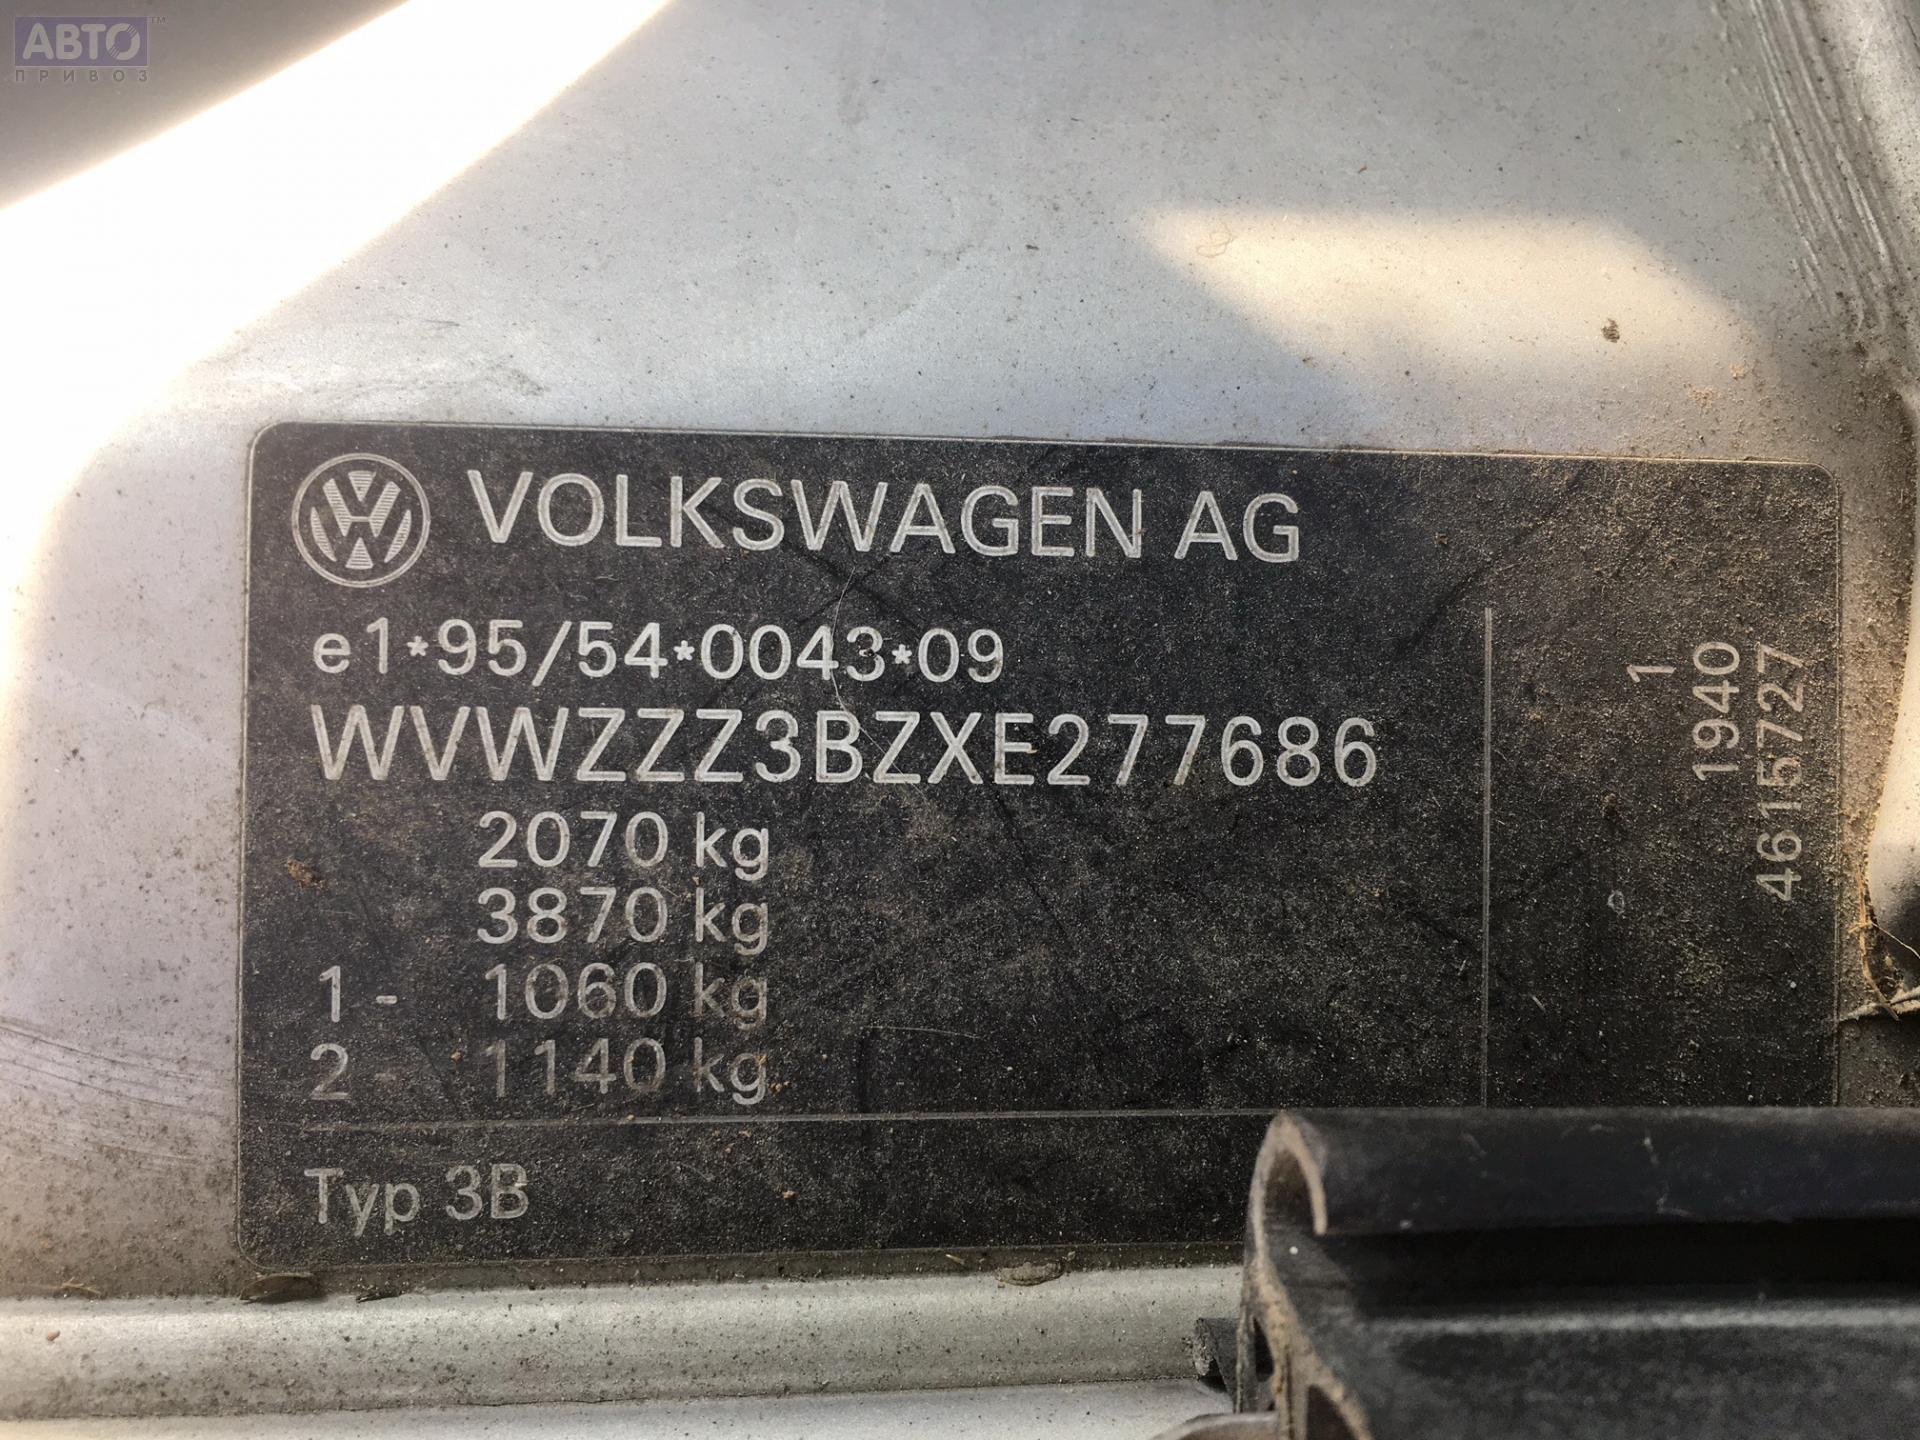 АВТО™
ПРИВОЗ
VOLKSWAGEN AG
e1*95/54*0043*09
WVWZZZ3BZXE277686
2070 kg
3870 kg
1 - 1060 kg
2 - 1140 kg
Typ 3B
1
1940
4615727